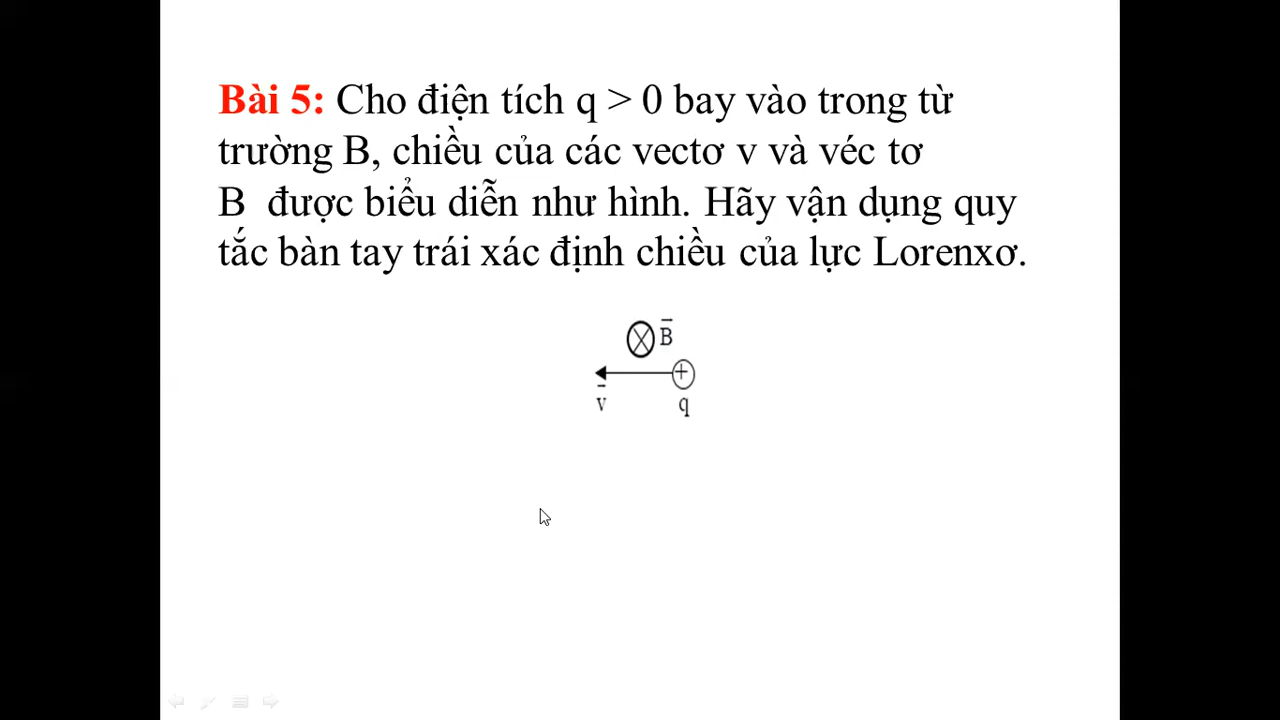 Bài 5: Cho điện tích q > 0 bay vào trong từ
trường B, chiều của các vectơ v và véc tơ
B  được biểu diễn như hình. Hãy vận dụng quy
tắc bàn tay trái xác định chiều của lực Lorenxơ.
B
+
v
q